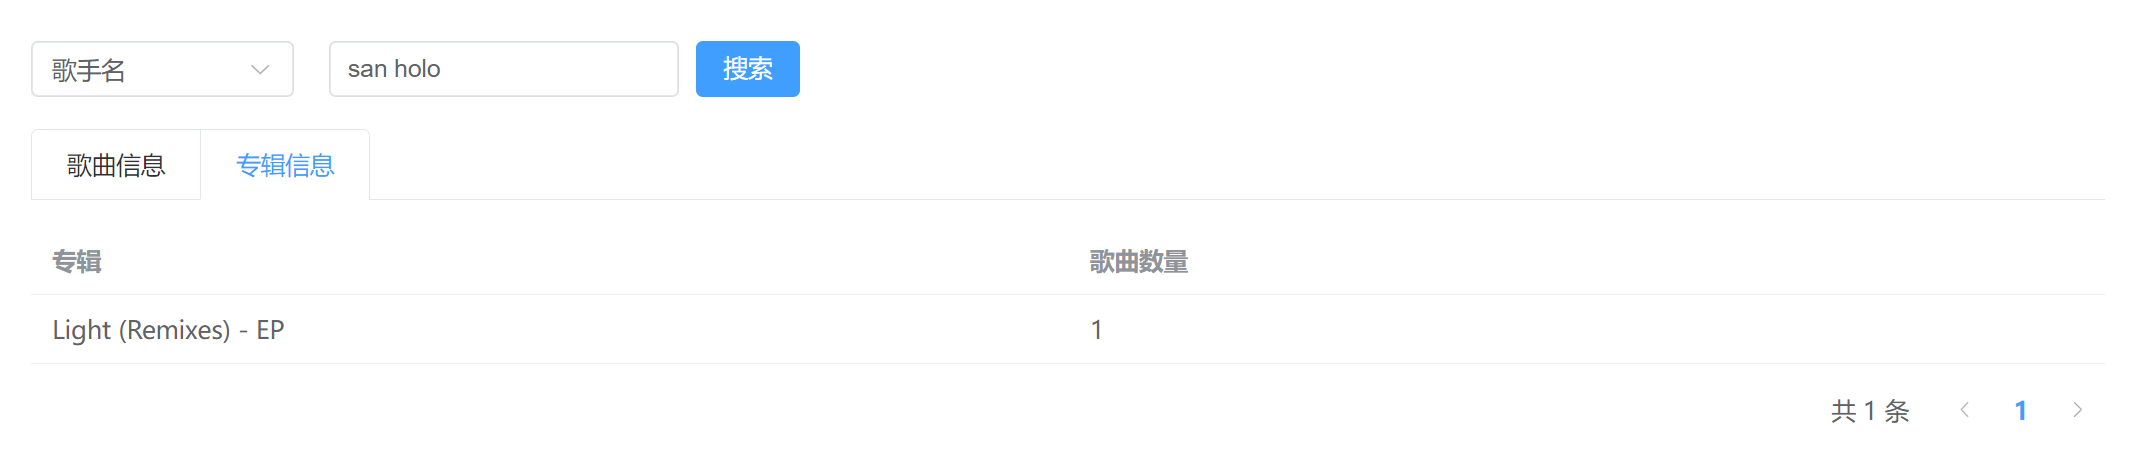 歌手名 san holo 搜索
歌曲信息 专辑信息
专辑 歌曲数量
Light (Remixes) - EP 1
共 1 条 1